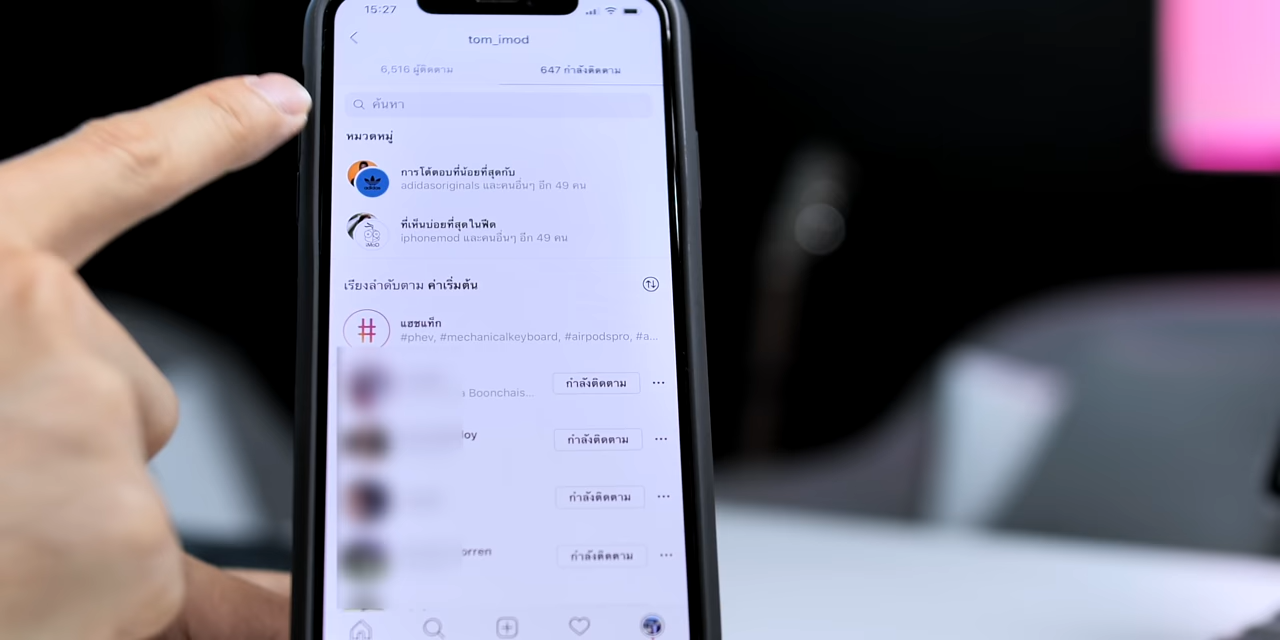 15:27
tom_imod
6,516 ผู้ติดตาม
647 กำลังติดตาม
ค้นหา
หมวดหมู่
การโต้ตอบที่น้อยที่สุดกับ
adidasoriginals และคนอื่นๆ อีก 49 คน
ที่เห็นบ่อยที่สุดในฟีด
iphonemod และคนอื่นๆ อีก 49 คน
เรียงลำดับตาม ค่าเริ่มต้น
แฮชแท็ก
#phev, #mechanicalkeyboard, #airpodspro, #a...
กำลังติดตาม
Boonchais...
กำลังติดตาม
กำลังติดตาม
กำลังติดตาม